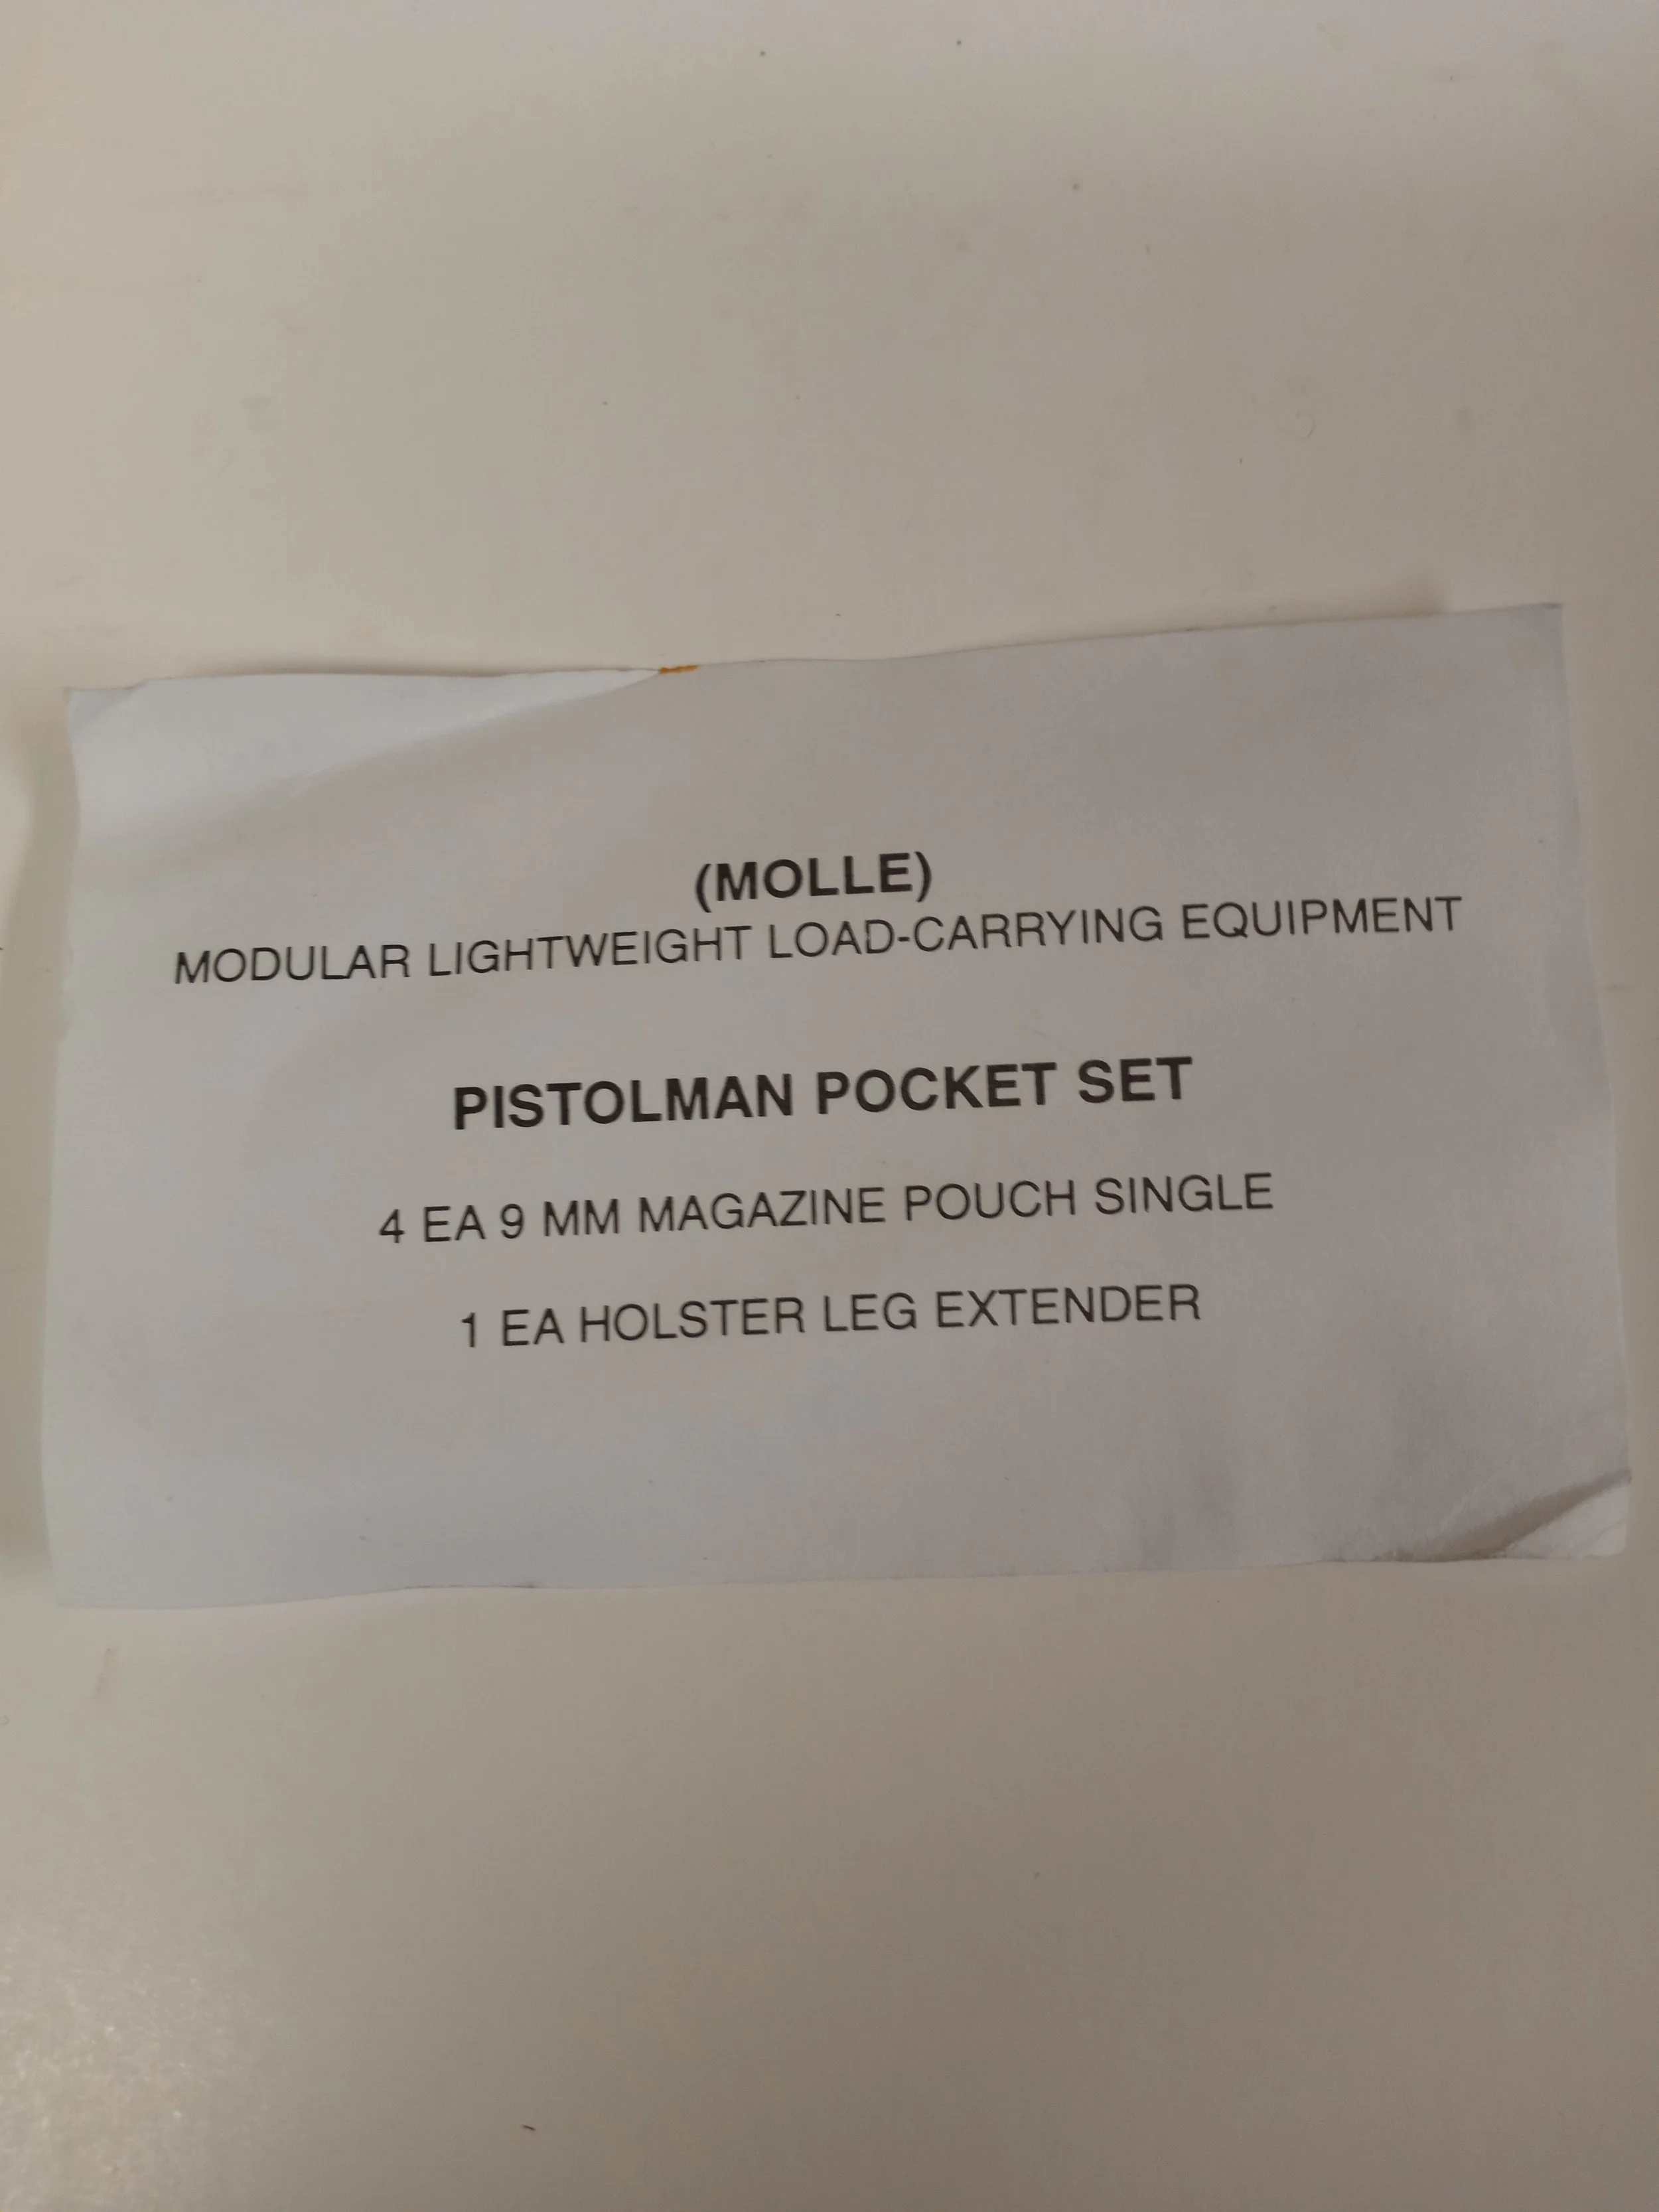 (MOLLE)
MODULAR LIGHTWEIGHT LOAD-CARRYING EQUIPMENT
PISTOLMAN POCKET SET
4 EA 9 MM MAGAZINE POUCH SINGLE
1 EA HOLSTER LEG EXTENDER